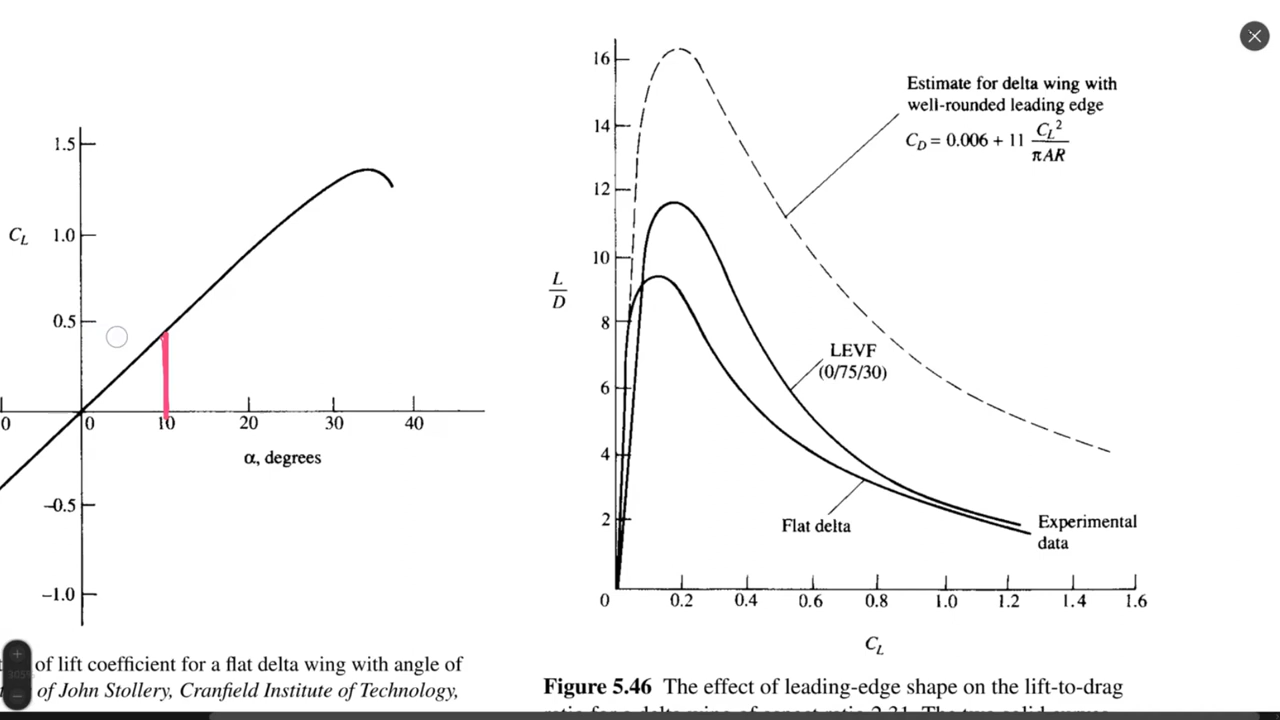 1.5
C_L 1.0
0.5
0 0 10 20 30 40
α, degrees
−0.5
−1.0
of lift coefficient for a flat delta wing with angle of
of John Stollery, Cranfield Institute of Technology,
16
14
12
10
L/D
8
6
4
2
Estimate for delta wing with
well-rounded leading edge
C_D = 0.006 + 11 C_L²/πAR
LEVF
(0/75/30)
Flat delta
Experimental
data
0 0.2 0.4 0.6 0.8 1.0 1.2 1.4 1.6
C_L
Figure 5.46 The effect of leading-edge shape on the lift-to-drag